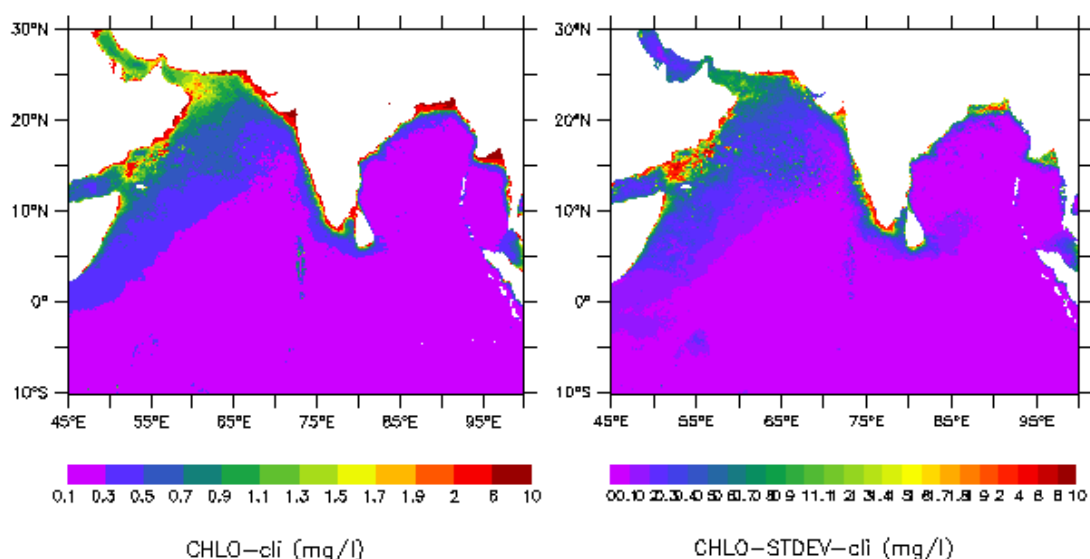 30°N 30°N
20°N 20°N
10°N 10°N
0° 0°
10°S 10°S
45°E 55°E 65°E 75°E 85°E 95°E 45°E 55°E 65°E 75°E 85°E 95°E
0.1 0.3 0.5 0.7 0.9 1.1 1.3 1.5 1.7 1.9 2 6 10
CHLO-cli (mg/l) CHLO-STDEV-cli (mg/l)